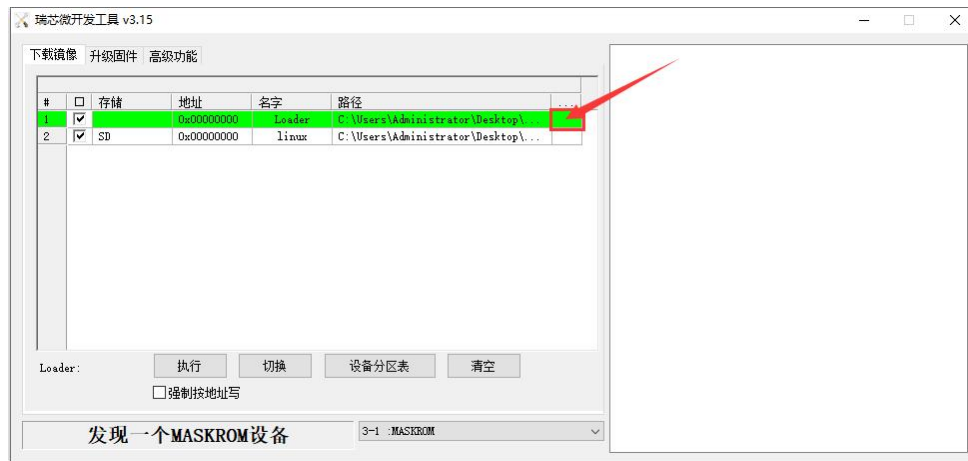 瑞芯微开发工具 v3.15
下载镜像 升级固件 高级功能
# 存储 地址 名字 路径 ...
1 0x00000000 Loader C:\Users\Administrator\Desktop\...
2 SD 0x00000000 linux C:\Users\Administrator\Desktop\...
Loader: 执行 切换 设备分区表 清空
强制按地址写
发现一个MASKROM设备 3-1 :MASKROM